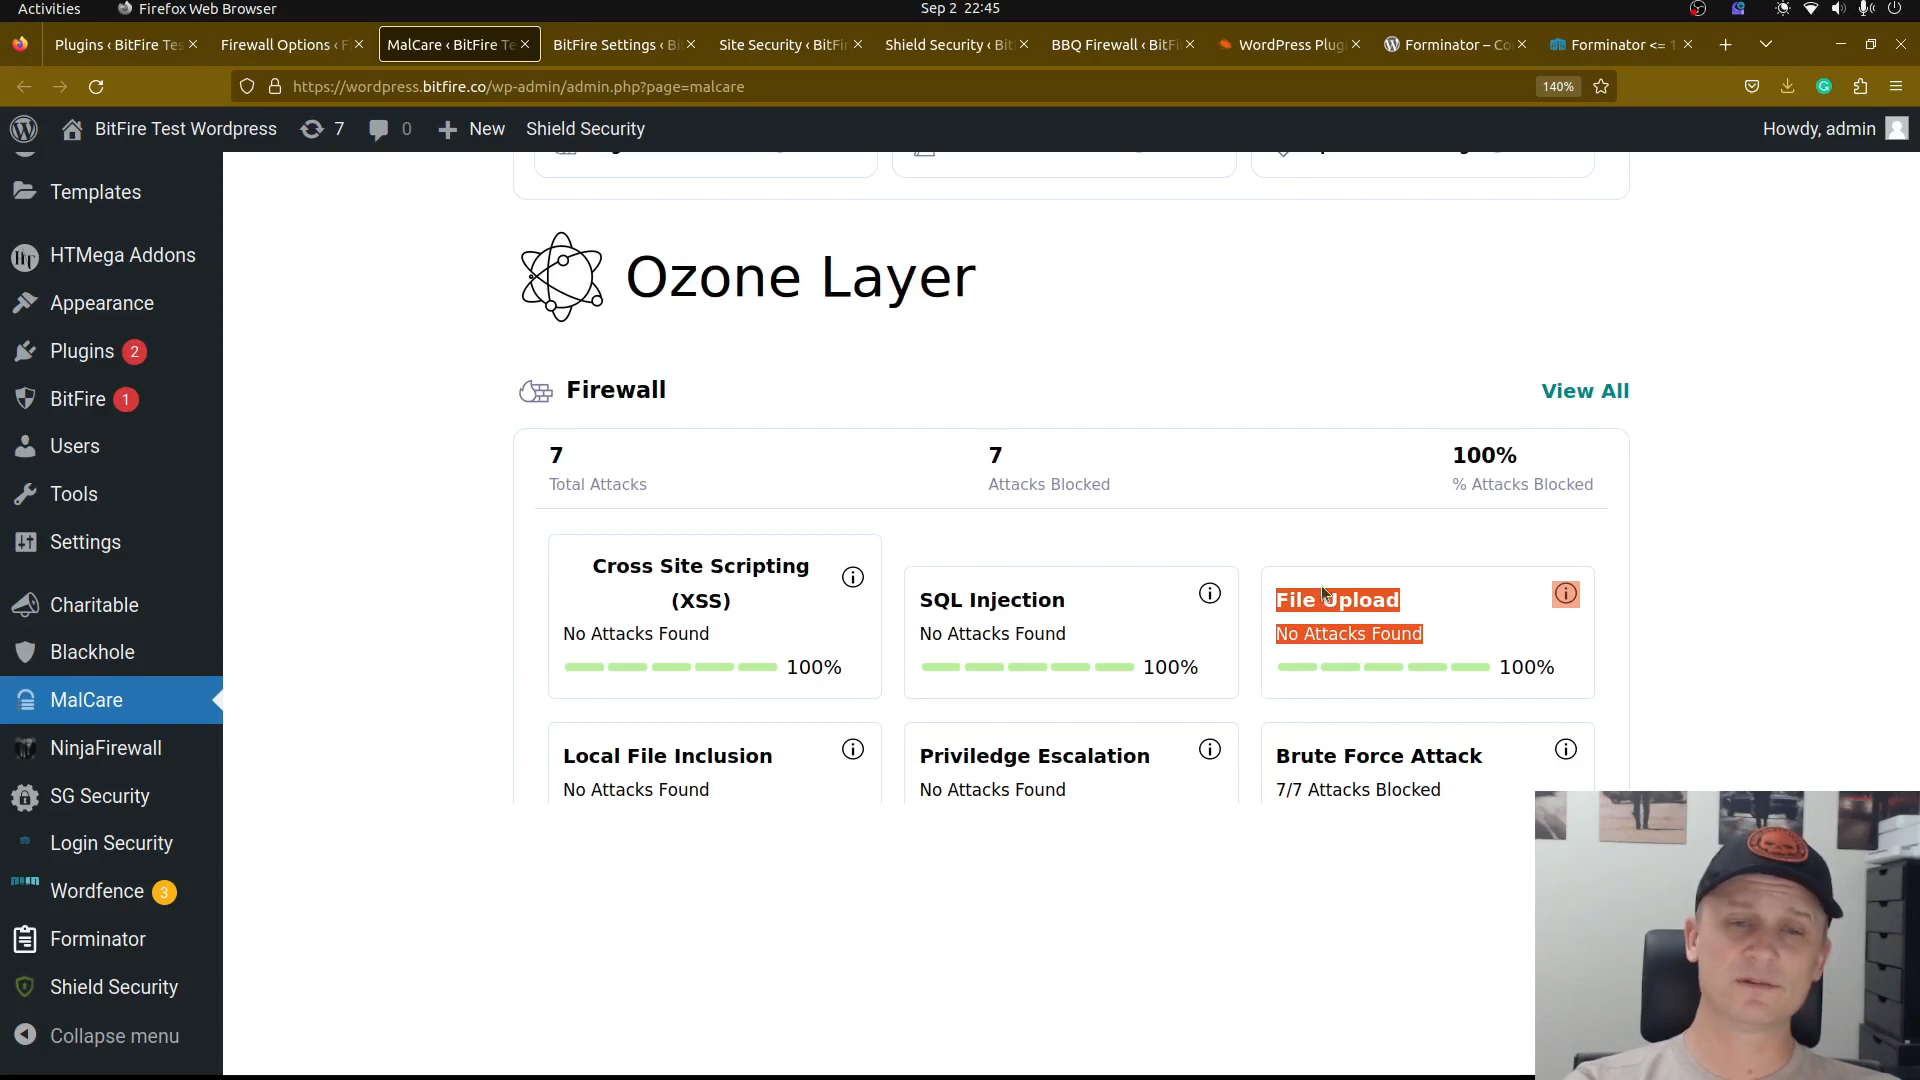 Activities
Firefox Web Browser
Sep 2 22:45
Plugins ‹ BitFire Tes
Firewall Options ‹ F
MalCare ‹ BitFire Te
BitFire Settings ‹ Bi
Site Security ‹ BitFir
Shield Security ‹ Bit
BBQ Firewall ‹ BitFi
WordPress Plug
Forminator – Co
Forminator <= 1.
https://wordpress.bitfire.co/wp-admin/admin.php?page=malcare
140%
BitFire Test Wordpress
7
0
New
Shield Security
Howdy, admin
Templates
HTMega Addons
Appearance
Plugins 2
BitFire 1
Users
Tools
Settings
Charitable
Blackhole
MalCare
NinjaFirewall
SG Security
Login Security
Wordfence 3
Forminator
Shield Security
Collapse menu
Ozone Layer
Firewall
View All
7
Total Attacks
7
Attacks Blocked
100%
% Attacks Blocked
Cross Site Scripting
(XSS)
No Attacks Found
100%
SQL Injection
No Attacks Found
100%
File Upload
No Attacks Found
100%
Local File Inclusion
No Attacks Found
Priviledge Escalation
No Attacks Found
Brute Force Attack
7/7 Attacks Blocked